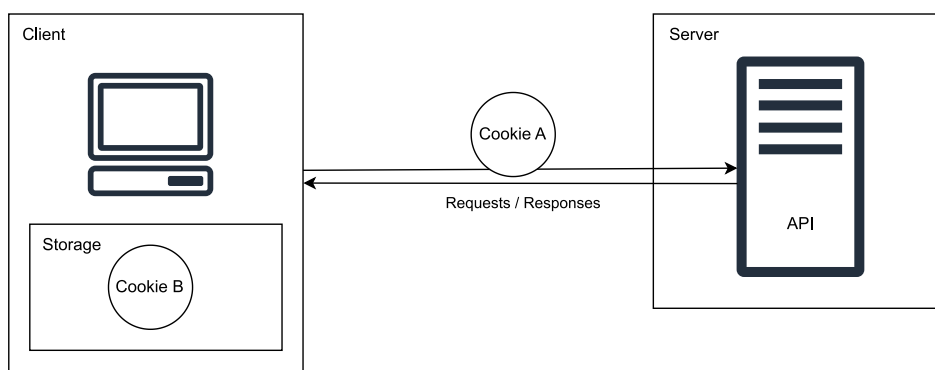 Client
Server
Cookie A
Requests / Responses
API
Storage
Cookie B